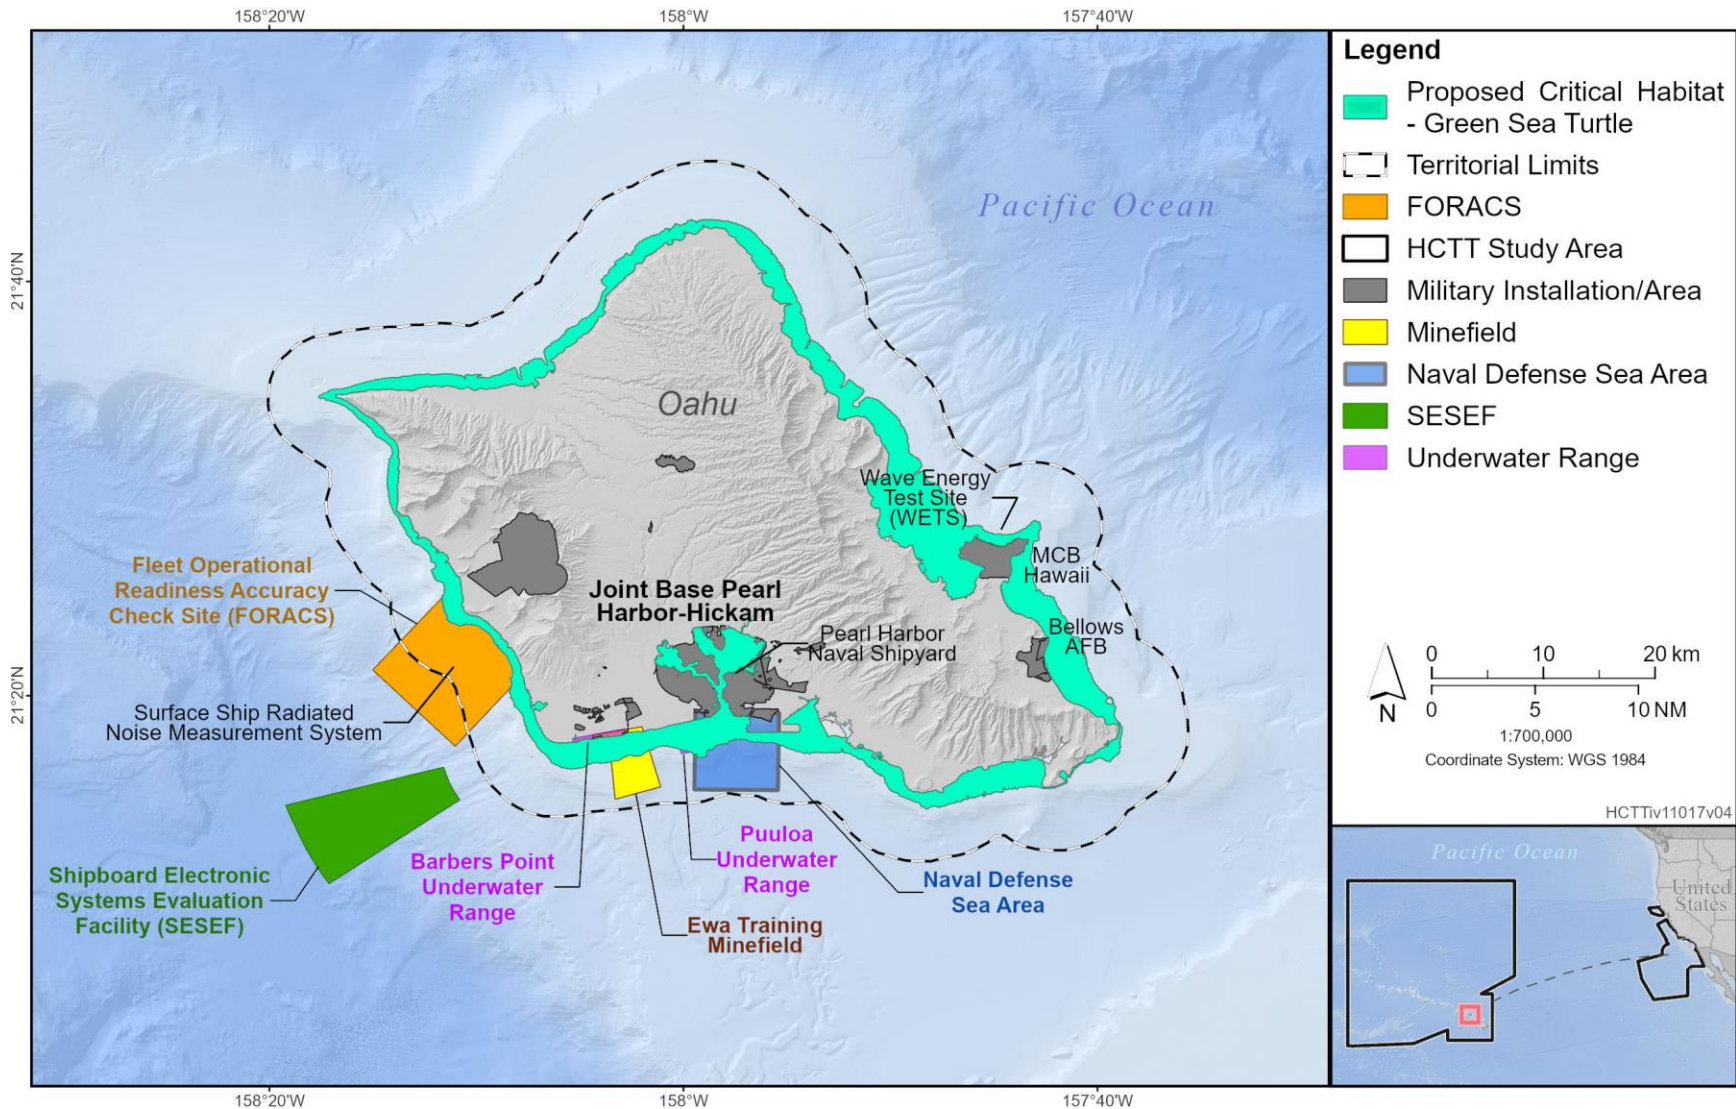 158°20'W
158°W
157°40'W
21°40'N
21°20'N
Pacific Ocean
Oahu
Wave Energy
Test Site
(WETS)
MCB
Hawaii
Fleet Operational
Readiness Accuracy
Check Site (FORACS)
Joint Base Pearl
Harbor-Hickam
Pearl Harbor
Naval Shipyard
Bellows
AFB
Surface Ship Radiated
Noise Measurement System
Shipboard Electronic
Systems Evaluation
Facility (SESEF)
Barbers Point
Underwater
Range
Puuloa
Underwater
Range
Ewa Training
Minefield
Naval Defense
Sea Area
158°20'W
158°W
157°40'W
Legend
Proposed Critical Habitat
- Green Sea Turtle
Territorial Limits
FORACS
HCTT Study Area
Military Installation/Area
Minefield
Naval Defense Sea Area
SESEF
Underwater Range
N
0 10 20 km
0 5 10 NM
1:700,000
Coordinate System: WGS 1984
HCTTiv11017v04
Pacific Ocean
United
States